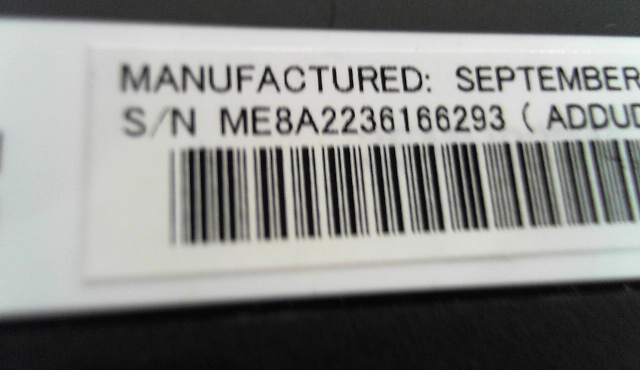 MANUFACTURED: SEPTEMBER
S/N ME8A2236166293 ( ADDUD